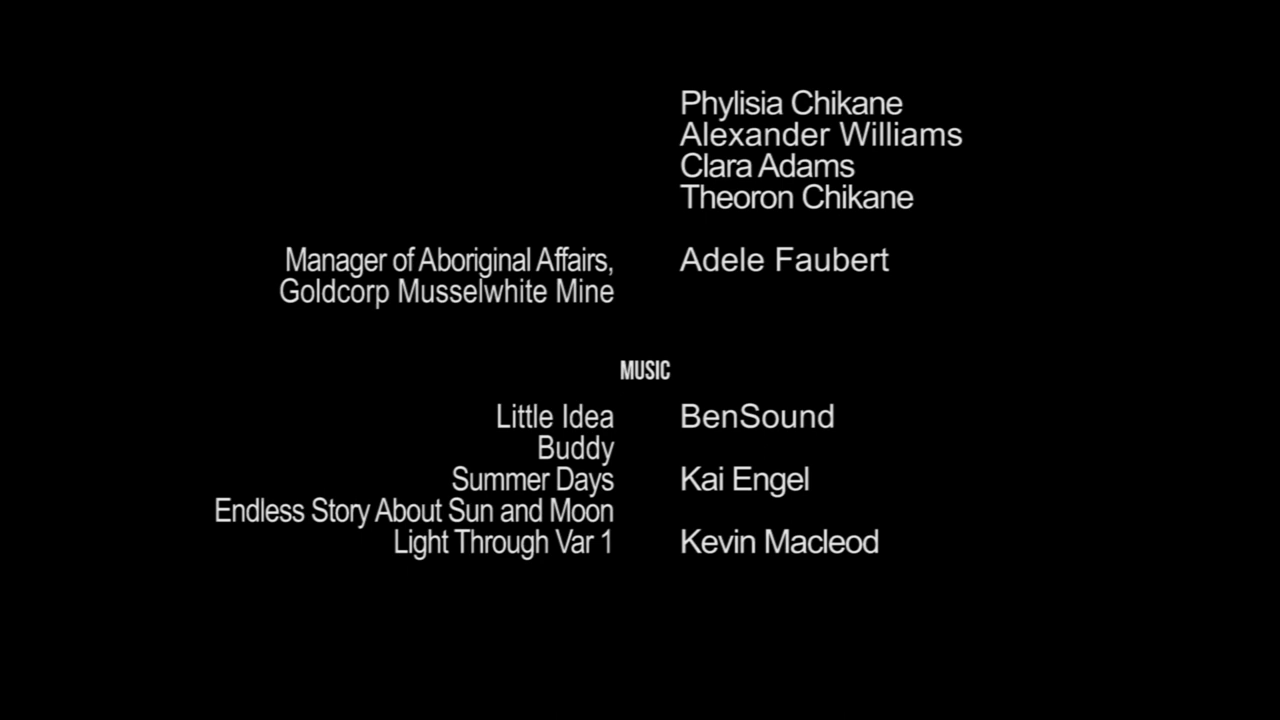 Phylisia Chikane
Alexander Williams
Clara Adams
Theoron Chikane
Manager of Aboriginal Affairs, Adele Faubert
Goldcorp Musselwhite Mine
MUSIC
Little Idea BenSound
Buddy
Summer Days Kai Engel
Endless Story About Sun and Moon
Light Through Var 1 Kevin Macleod